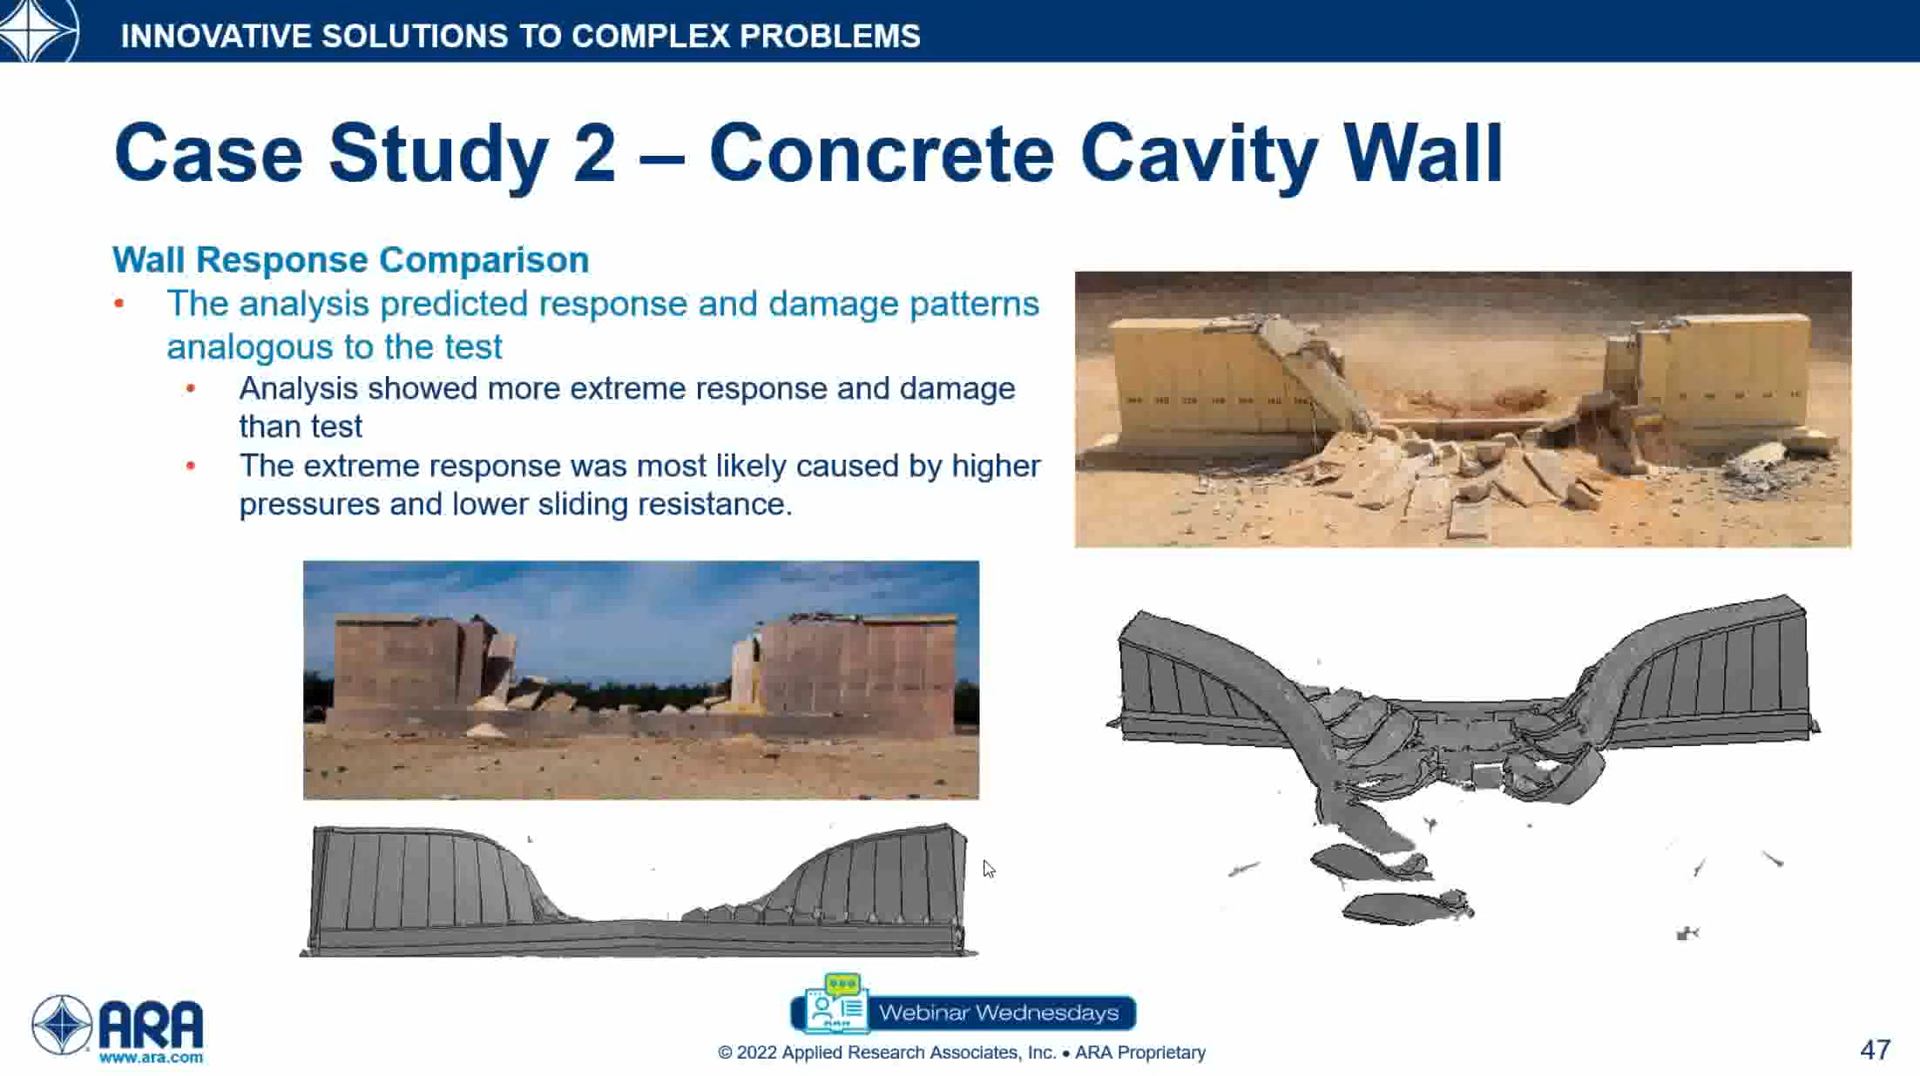 INNOVATIVE SOLUTIONS TO COMPLEX PROBLEMS
Case Study 2 – Concrete Cavity Wall
Wall Response Comparison
• The analysis predicted response and damage patterns
analogous to the test
• Analysis showed more extreme response and damage
than test
• The extreme response was most likely caused by higher
pressures and lower sliding resistance.
ARA
www.ara.com
Webinar Wednesdays
© 2022 Applied Research Associates, Inc. • ARA Proprietary
47